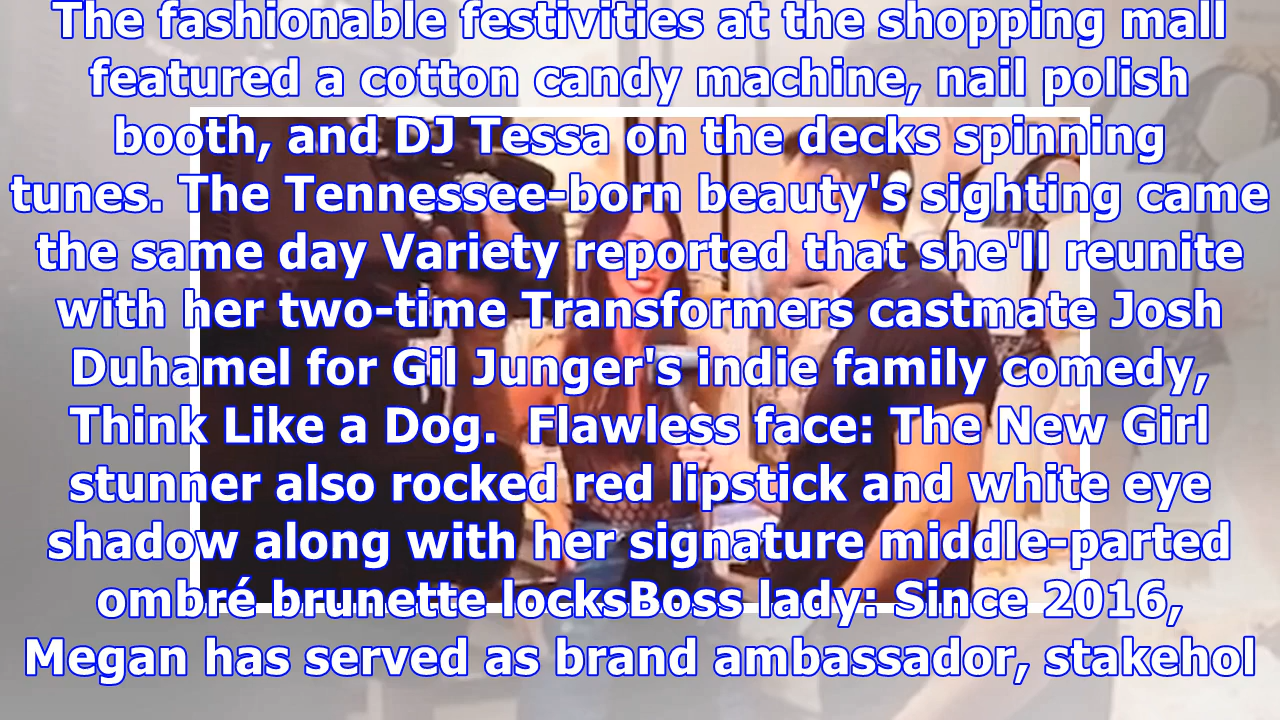 The fashionable festivities at the shopping mall
featured a cotton candy machine, nail polish
booth, and DJ Tessa on the decks spinning
tunes. The Tennessee-born beauty's sighting came
the same day Variety reported that she'll reunite
with her two-time Transformers castmate Josh
Duhamel for Gil Junger's indie family comedy,
Think Like a Dog.  Flawless face: The New Girl
stunner also rocked red lipstick and white eye
shadow along with her signature middle-parted
ombré brunette locksBoss lady: Since 2016,
Megan has served as brand ambassador, stakehol